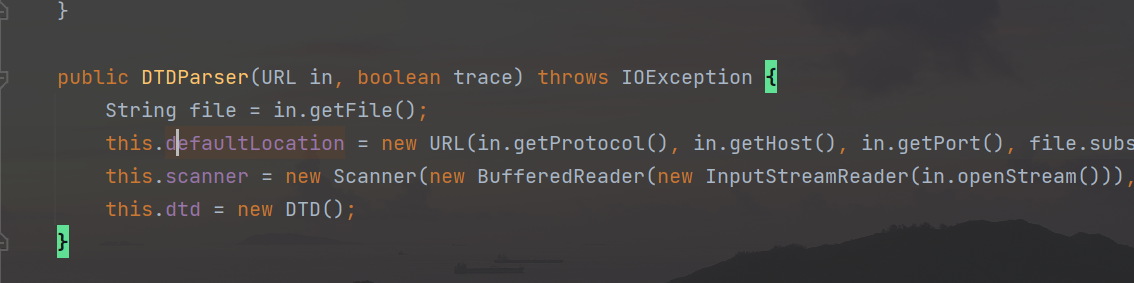 }
public DTDParser(URL in, boolean trace) throws IOException {
String file = in.getFile();
this.defaultLocation = new URL(in.getProtocol(), in.getHost(), in.getPort(), file.subs
this.scanner = new Scanner(new BufferedReader(new InputStreamReader(in.openStream())),
this.dtd = new DTD();
}